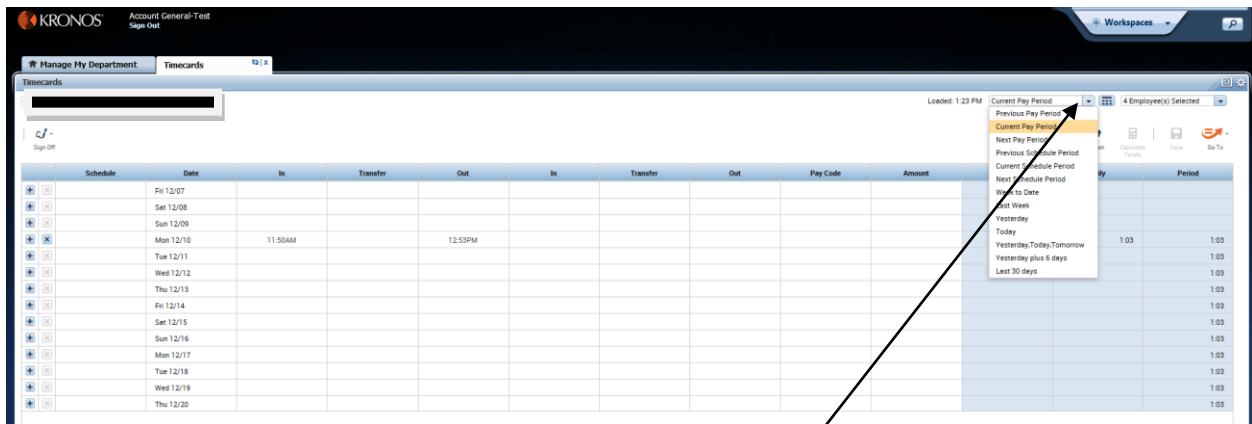 KRONOS
Account General-Test
Sign Out
Workspaces
Manage My Department
Timecards
Timecards
Loaded: 1:23 PM
Current Pay Period
4 Employee(s) Selected
Previous Pay Period
Current Pay Period
Next Pay Period
Previous Schedule Period
Current Schedule Period
Next Schedule Period
Week to Date
Last Week
Yesterday
Today
Yesterday,Today,Tomorrow
Yesterday plus 6 days
Last 30 days
Sign Off
Calculate Totals
Save
Go To
Schedule Date In Transfer Out In Transfer Out Pay Code Amount Period
Fri 12/07
Sat 12/08
Sun 12/09
Mon 12/10 11:50AM 12:53PM 1:03 1:03
Tue 12/11 1:03
Wed 12/12 1:03
Thu 12/13 1:03
Fri 12/14 1:03
Sat 12/15 1:03
Sun 12/16 1:03
Mon 12/17 1:03
Tue 12/18 1:03
Wed 12/19 1:03
Thu 12/20 1:03